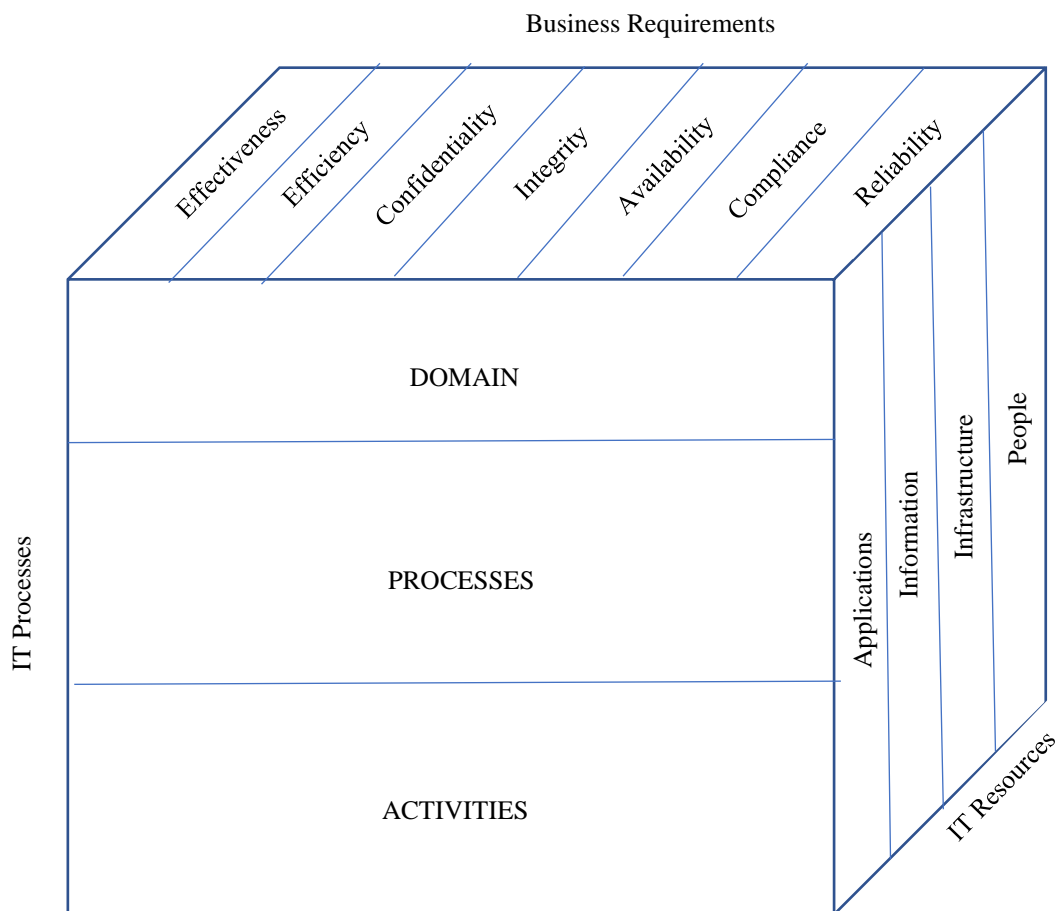 Business Requirements
Effectiveness
Efficiency
Confidentiality
Integrity
Availability
Compliance
Reliability
DOMAIN
PROCESSES
ACTIVITIES
IT Processes
Applications
Information
Infrastructure
People
IT Resources